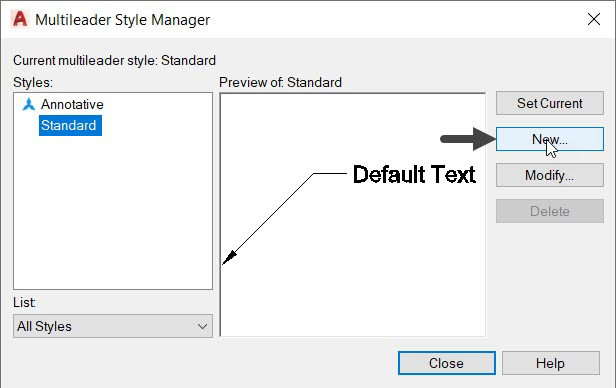 A Multileader Style Manager
Current multileader style: Standard
Styles:
Preview of: Standard
Annotative
Standard
Default Text
Set Current
New...
Modify...
Delete
List:
All Styles
Close
Help